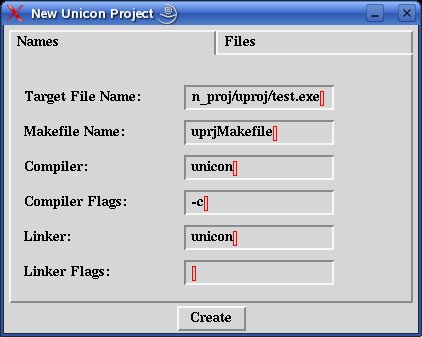 New Unicon Project
Names Files
Target File Name: n_proj/uproj/test.exe
Makefile Name: uprjMakefile
Compiler: unicon
Compiler Flags: -c
Linker: unicon
Linker Flags:
Create